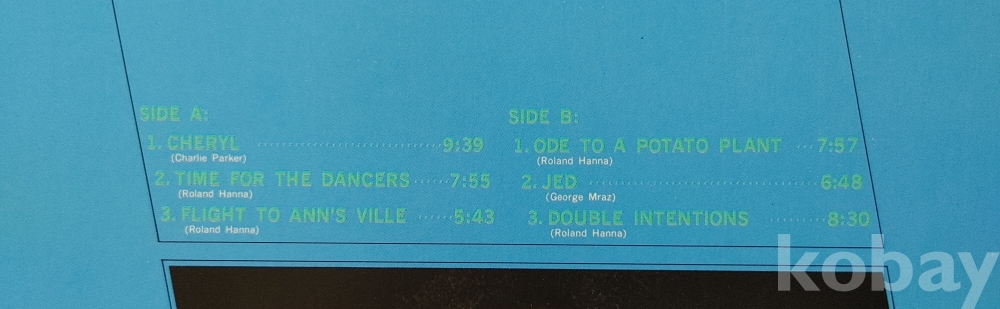 SIDE A:
1. CHERYL ........................ 9:39
(Charlie Parker)
2. TIME FOR THE DANCERS ...... 7:55
(Roland Hanna)
3. FLIGHT TO ANN'S VILLE ...... 5:43
(Roland Hanna)
SIDE B:
1. ODE TO A POTATO PLANT ... 7:57
(Roland Hanna)
2. JED ........................ 6:48
(George Mraz)
3. DOUBLE INTENTIONS ......... 8:30
(Roland Hanna)
kobay